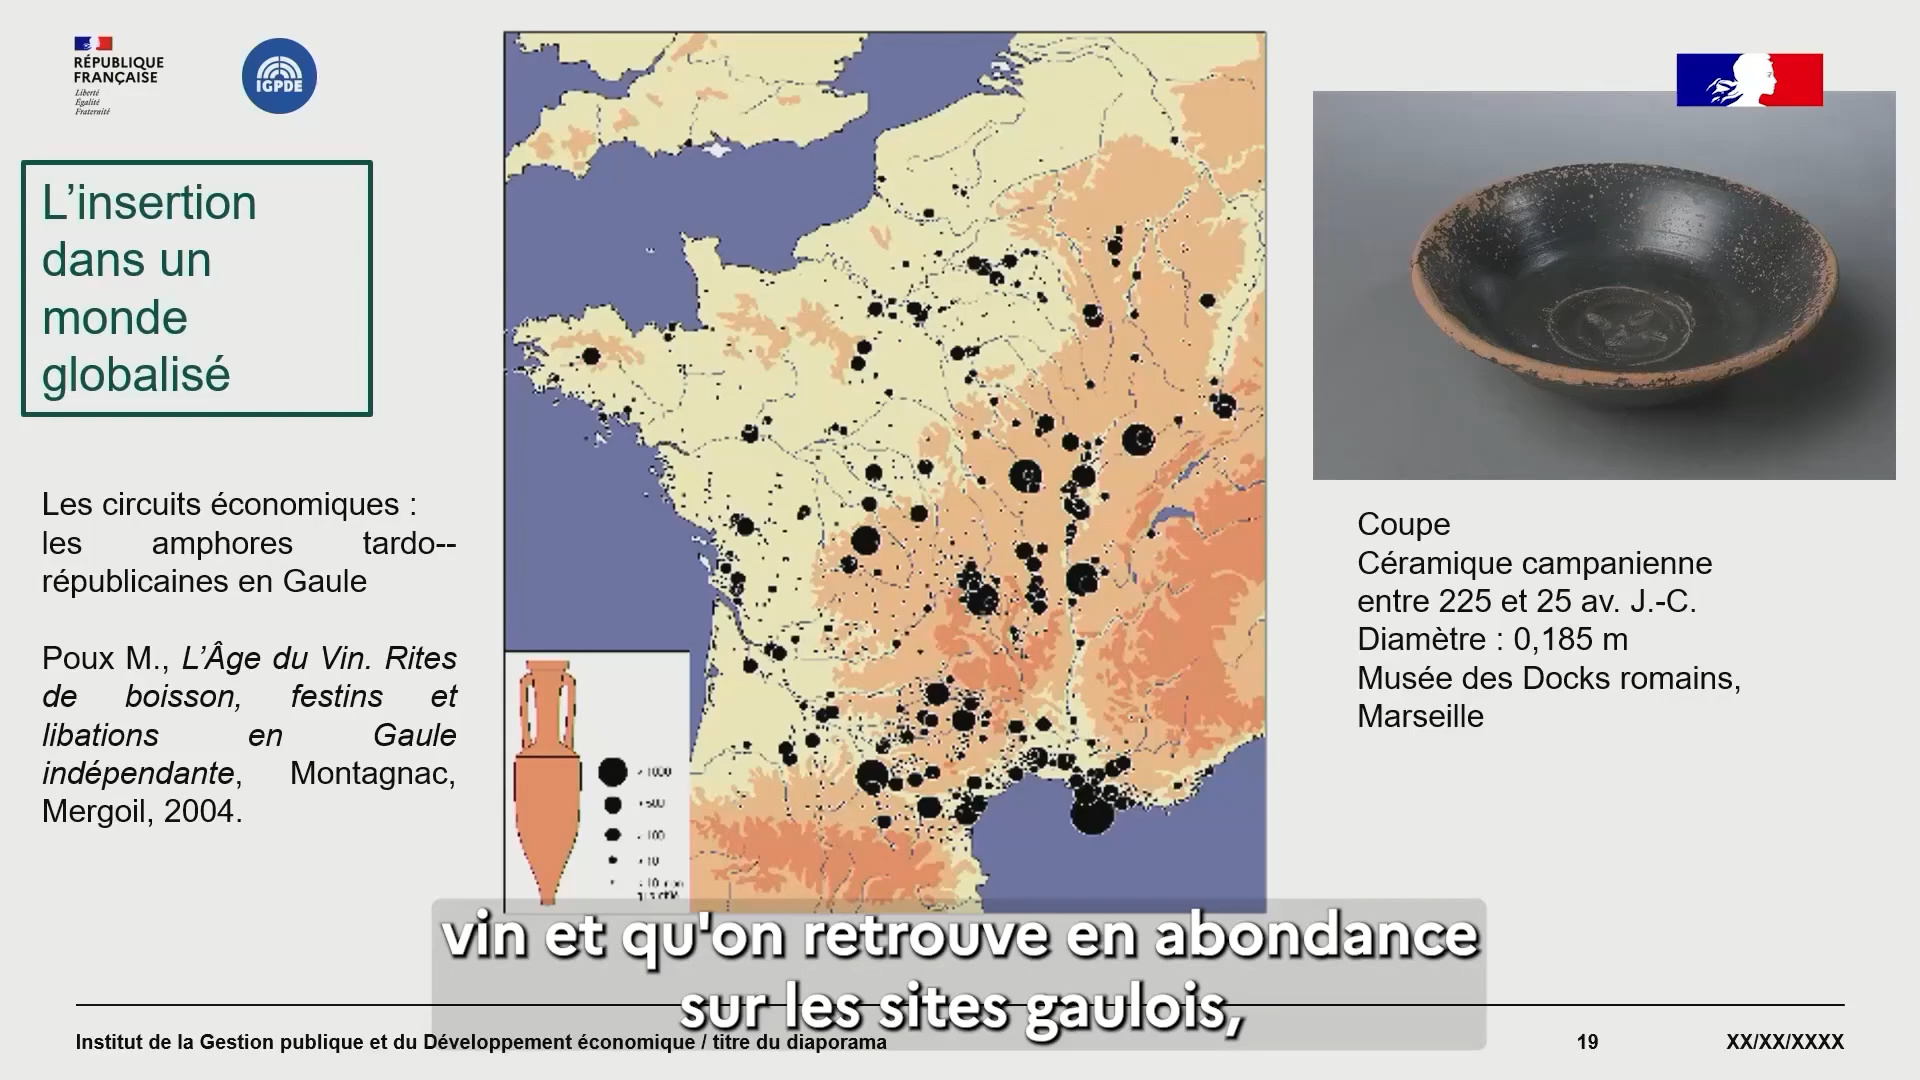 RÉPUBLIQUE
FRANÇAISE
Liberté
Égalité
Fraternité
IGPDE
L’insertion
dans un
monde
globalisé
Les circuits économiques :
les amphores tardo--
républicaines en Gaule
Poux M., L’Âge du Vin. Rites
de boisson, festins et
libations en Gaule
indépendante, Montagnac,
Mergoil, 2004.
Coupe
Céramique campanienne
entre 225 et 25 av. J.-C.
Diamètre : 0,185 m
Musée des Docks romains,
Marseille
vin et qu'on retrouve en abondance
sur les sites gaulois,
Institut de la Gestion publique et du Développement économique / titre du diaporama
19
XX/XX/XXXX